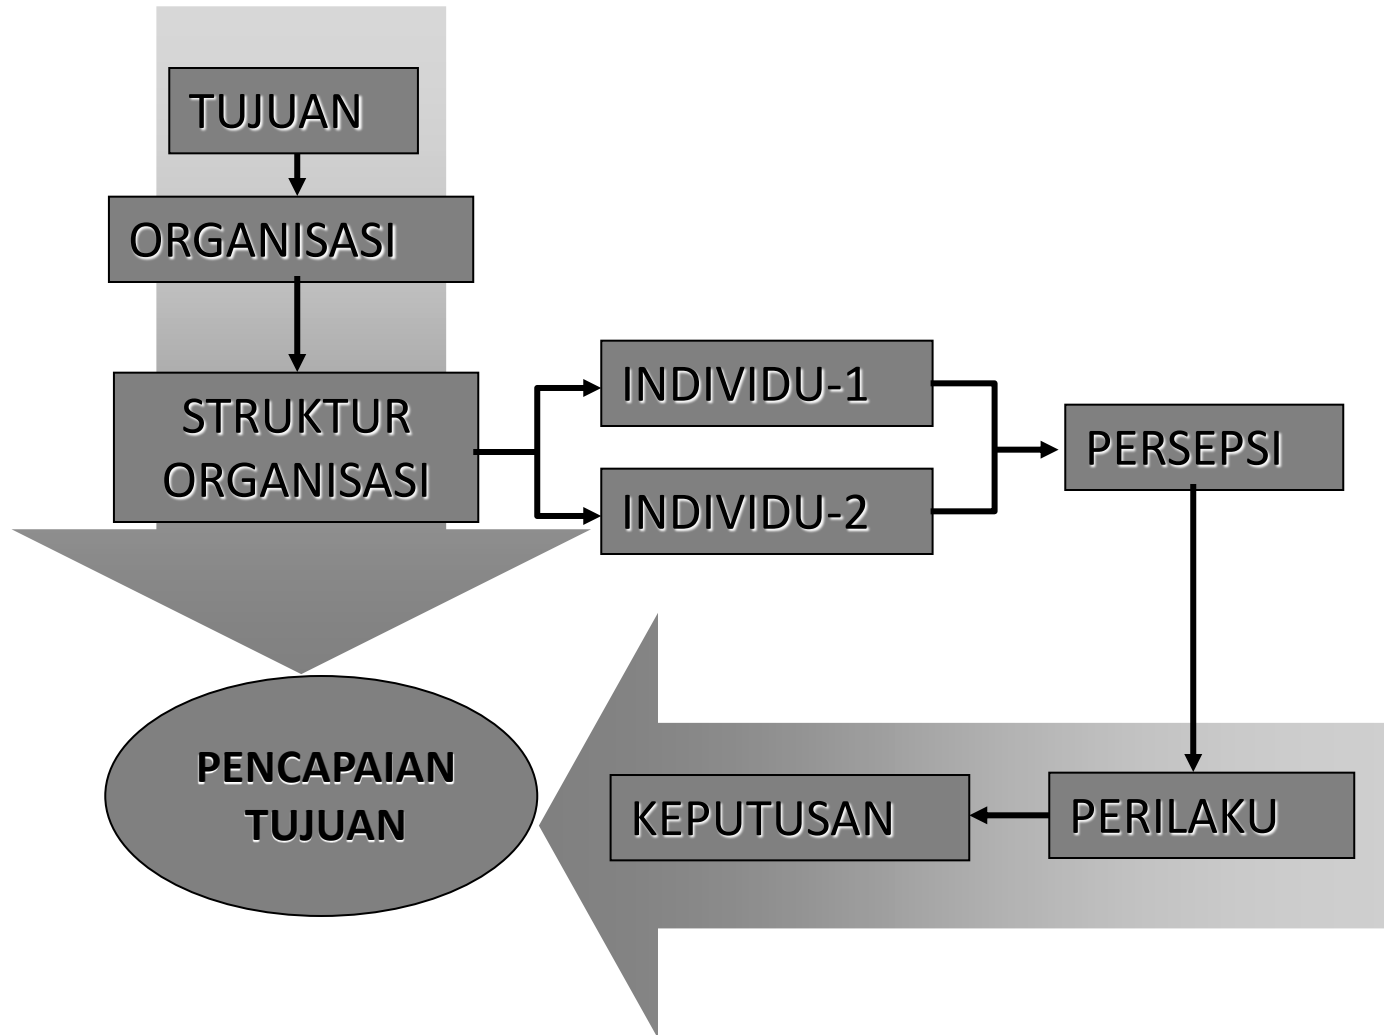 TUJUAN
ORGANISASI
STRUKTUR
ORGANISASI
INDIVIDU-1
INDIVIDU-2
PERSEPSI
PERILAKU
KEPUTUSAN
PENCAPAIAN
TUJUAN